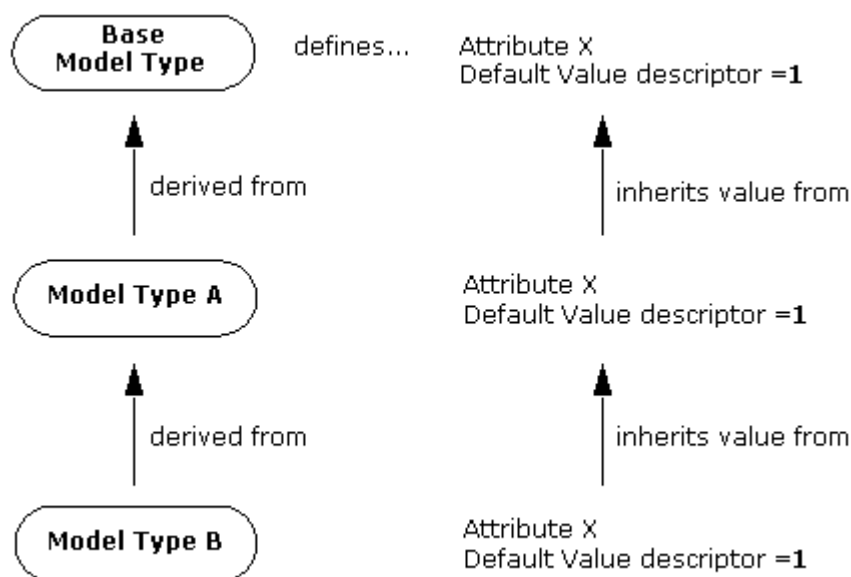 Base
Model Type
defines...
Attribute X
Default Value descriptor =1
derived from
inherits value from
Model Type A
Attribute X
Default Value descriptor =1
derived from
inherits value from
Model Type B
Attribute X
Default Value descriptor =1